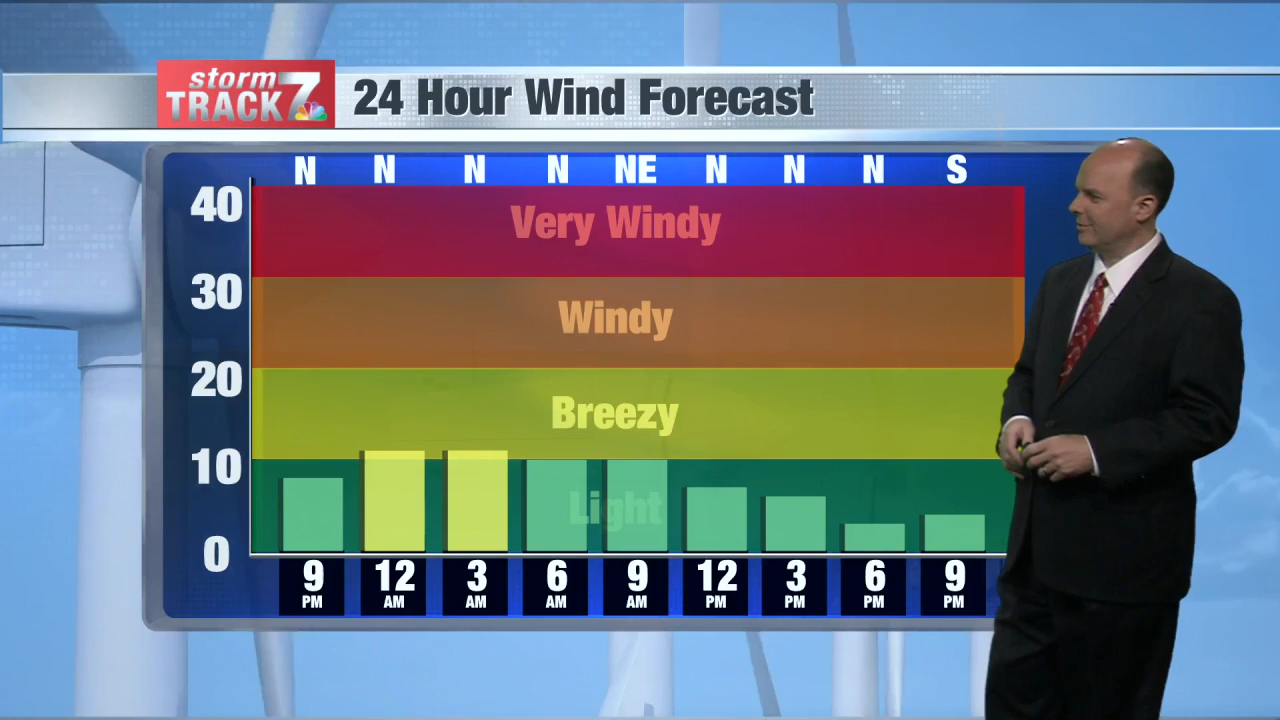 storm
TRACK 7
24 Hour Wind Forecast
N N N N NE N N N S
40
Very Windy
30
Windy
20
Breezy
10
Light
0
9 12 3 6 9 12 3 6 9
PM AM AM AM AM PM PM PM PM